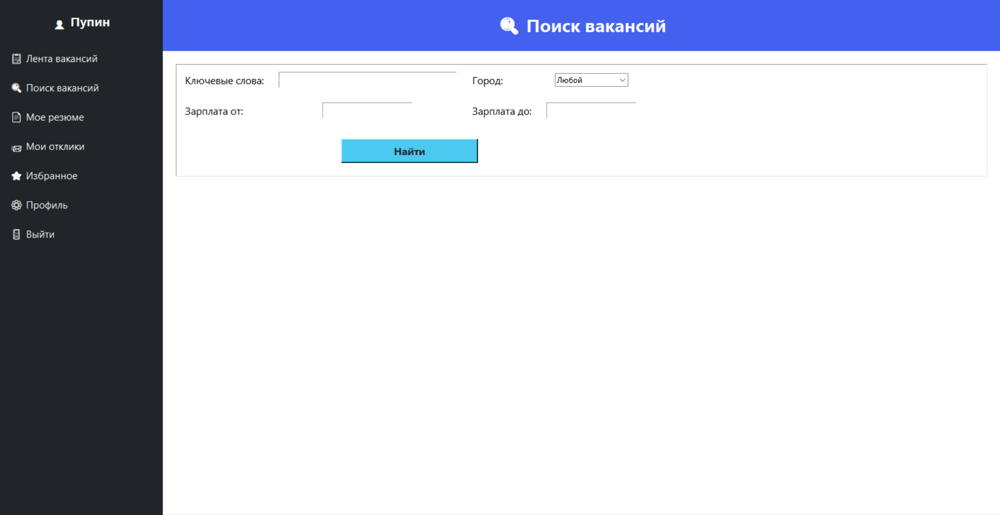 Пупин
Лента вакансий
Поиск вакансий
Мое резюме
Мои отклики
Избранное
Профиль
Выйти
Поиск вакансий
Ключевые слова:
Город: Любой
Зарплата от:
Зарплата до:
Найти